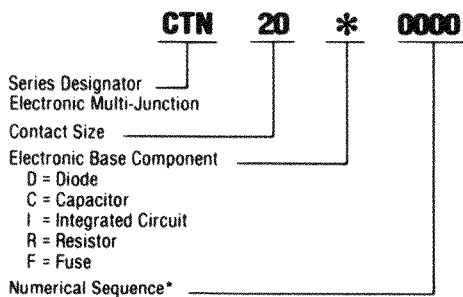 CTN 20 * 0000
Series Designator
Electronic Multi-Junction
Contact Size
Electronic Base Component
D = Diode
C = Capacitor
I = Integrated Circuit
R = Resistor
F = Fuse
Numerical Sequence*